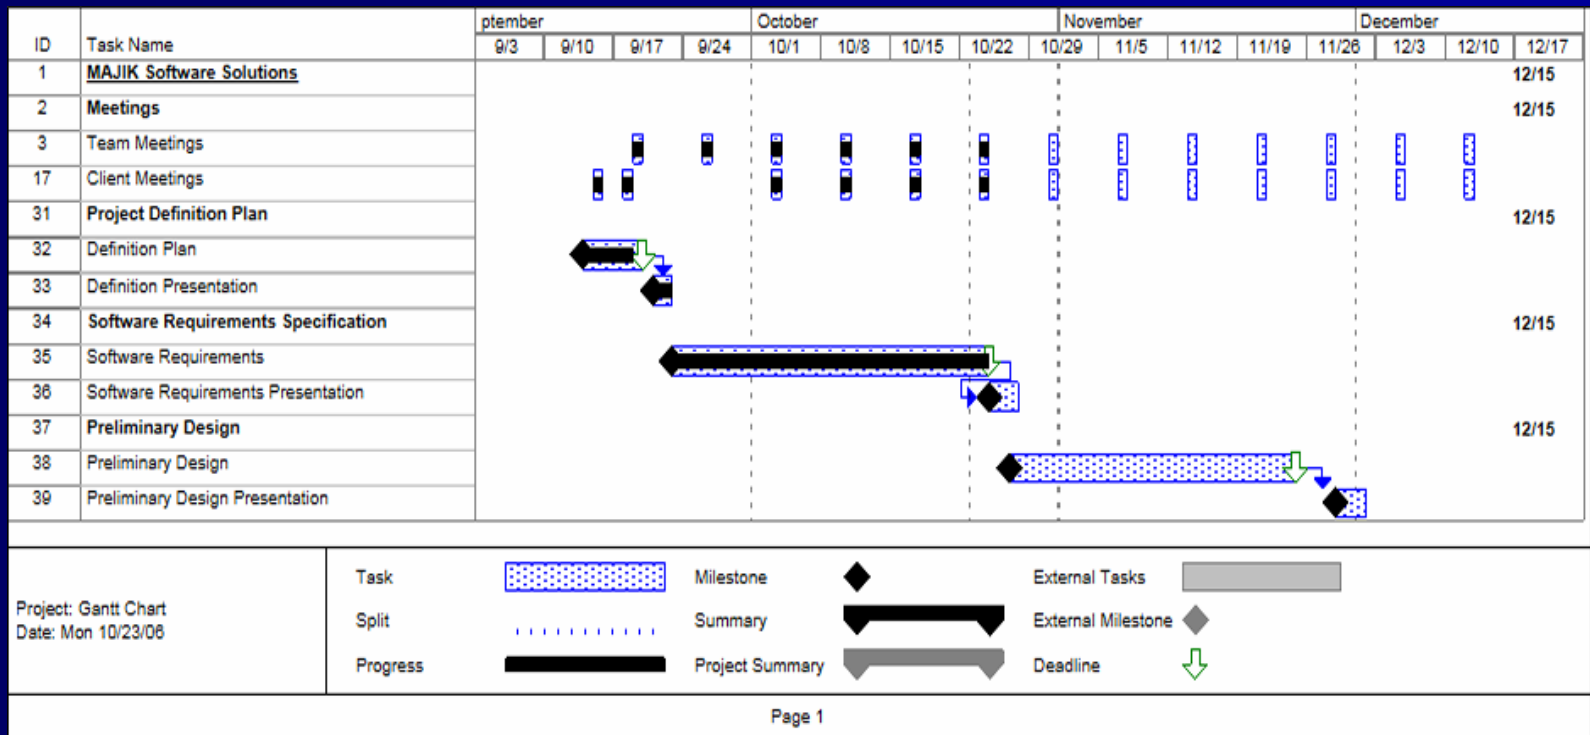 ptember October November December
ID Task Name 9/3 9/10 9/17 9/24 10/1 10/8 10/15 10/22 10/29 11/5 11/12 11/19 11/26 12/3 12/10 12/17
1 MAJIK Software Solutions 12/15
2 Meetings 12/15
3 Team Meetings
17 Client Meetings
31 Project Definition Plan 12/15
32 Definition Plan
33 Definition Presentation
34 Software Requirements Specification 12/15
35 Software Requirements
36 Software Requirements Presentation
37 Preliminary Design 12/15
38 Preliminary Design
39 Preliminary Design Presentation
Project: Gantt Chart
Date: Mon 10/23/06
Task Milestone External Tasks
Split Summary External Milestone
Progress Project Summary Deadline
Page 1